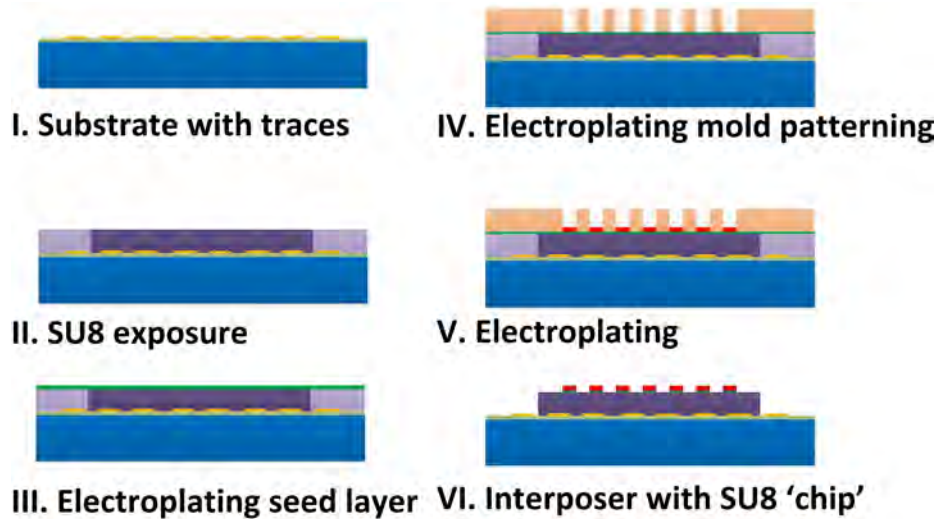 I. Substrate with traces
II. SU8 exposure
III. Electroplating seed layer
IV. Electroplating mold patterning
V. Electroplating
VI. Interposer with SU8 ‘chip’